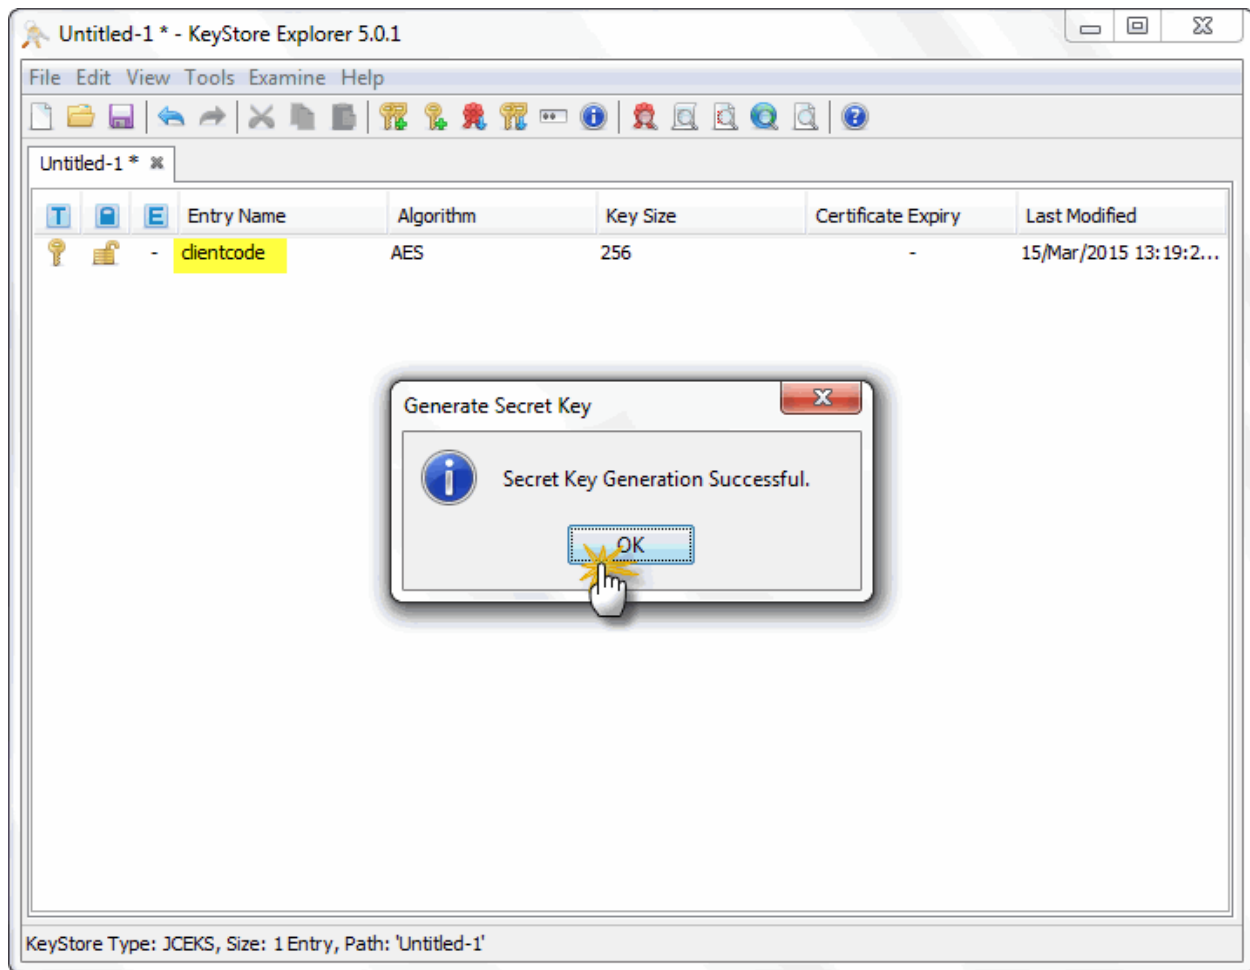 Untitled-1 * - KeyStore Explorer 5.0.1
File Edit View Tools Examine Help
Untitled-1 *
T E Entry Name Algorithm Key Size Certificate Expiry Last Modified
- clientcode AES 256 - 15/Mar/2015 13:19:2...
Generate Secret Key
Secret Key Generation Successful.
OK
KeyStore Type: JCEKS, Size: 1 Entry, Path: 'Untitled-1'